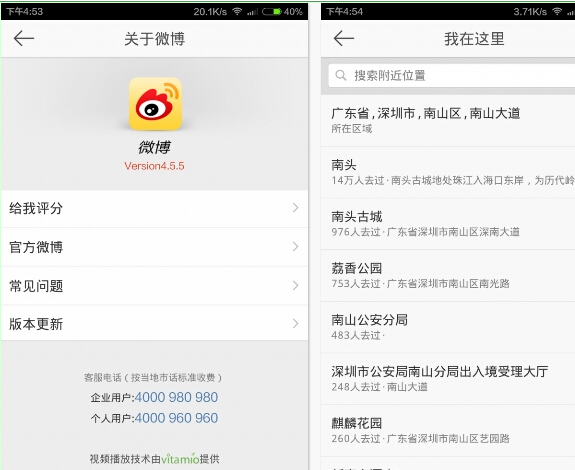 下午4:53
20.1K/s
40%
关于微博
微博
Version4.5.5
给我评分
官方微博
常见问题
版本更新
客服电话（按当地市话标准收费）
企业用户:4000 980 980
个人用户:4000 960 960
视频播放技术由vitamio提供
下午4:54
3.71K/s
我在这里
搜索附近位置
广东省,深圳市,南山区,南山大道
所在区域
南头
14万人去过·南头古城地处珠江入海口东岸，为历代岭
南头古城
976人去过·广东省深圳市南山区深南大道
荔香公园
753人去过·广东省深圳市南山区南光路
南山公安分局
483人去过·
深圳市公安局南山分局出入境受理大厅
248人去过·南山大道
麒麟花园
260人去过·广东省深圳市南山区艺园路